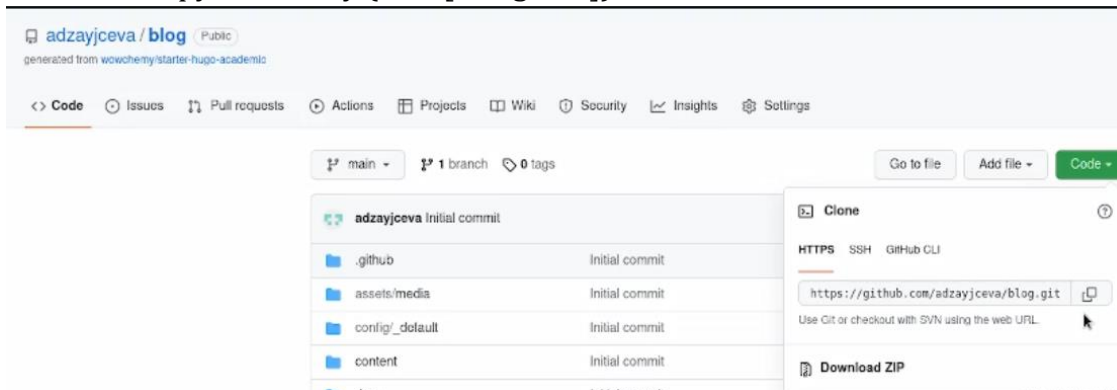 adzayjceva / blog Public
generated from wowchemy/starter-hugo-academic
<> Code Issues Pull requests Actions Projects Wiki Security Insights Settings
main 1 branch 0 tags Go to file Add file Code
adzayjceva Initial commit
.github Initial commit
assets/media Initial commit
config/_default Initial commit
content Initial commit
Clone
HTTPS SSH GitHub CLI
https://github.com/adzayjceva/blog.git
Use Git or checkout with SVN using the web URL.
Download ZIP